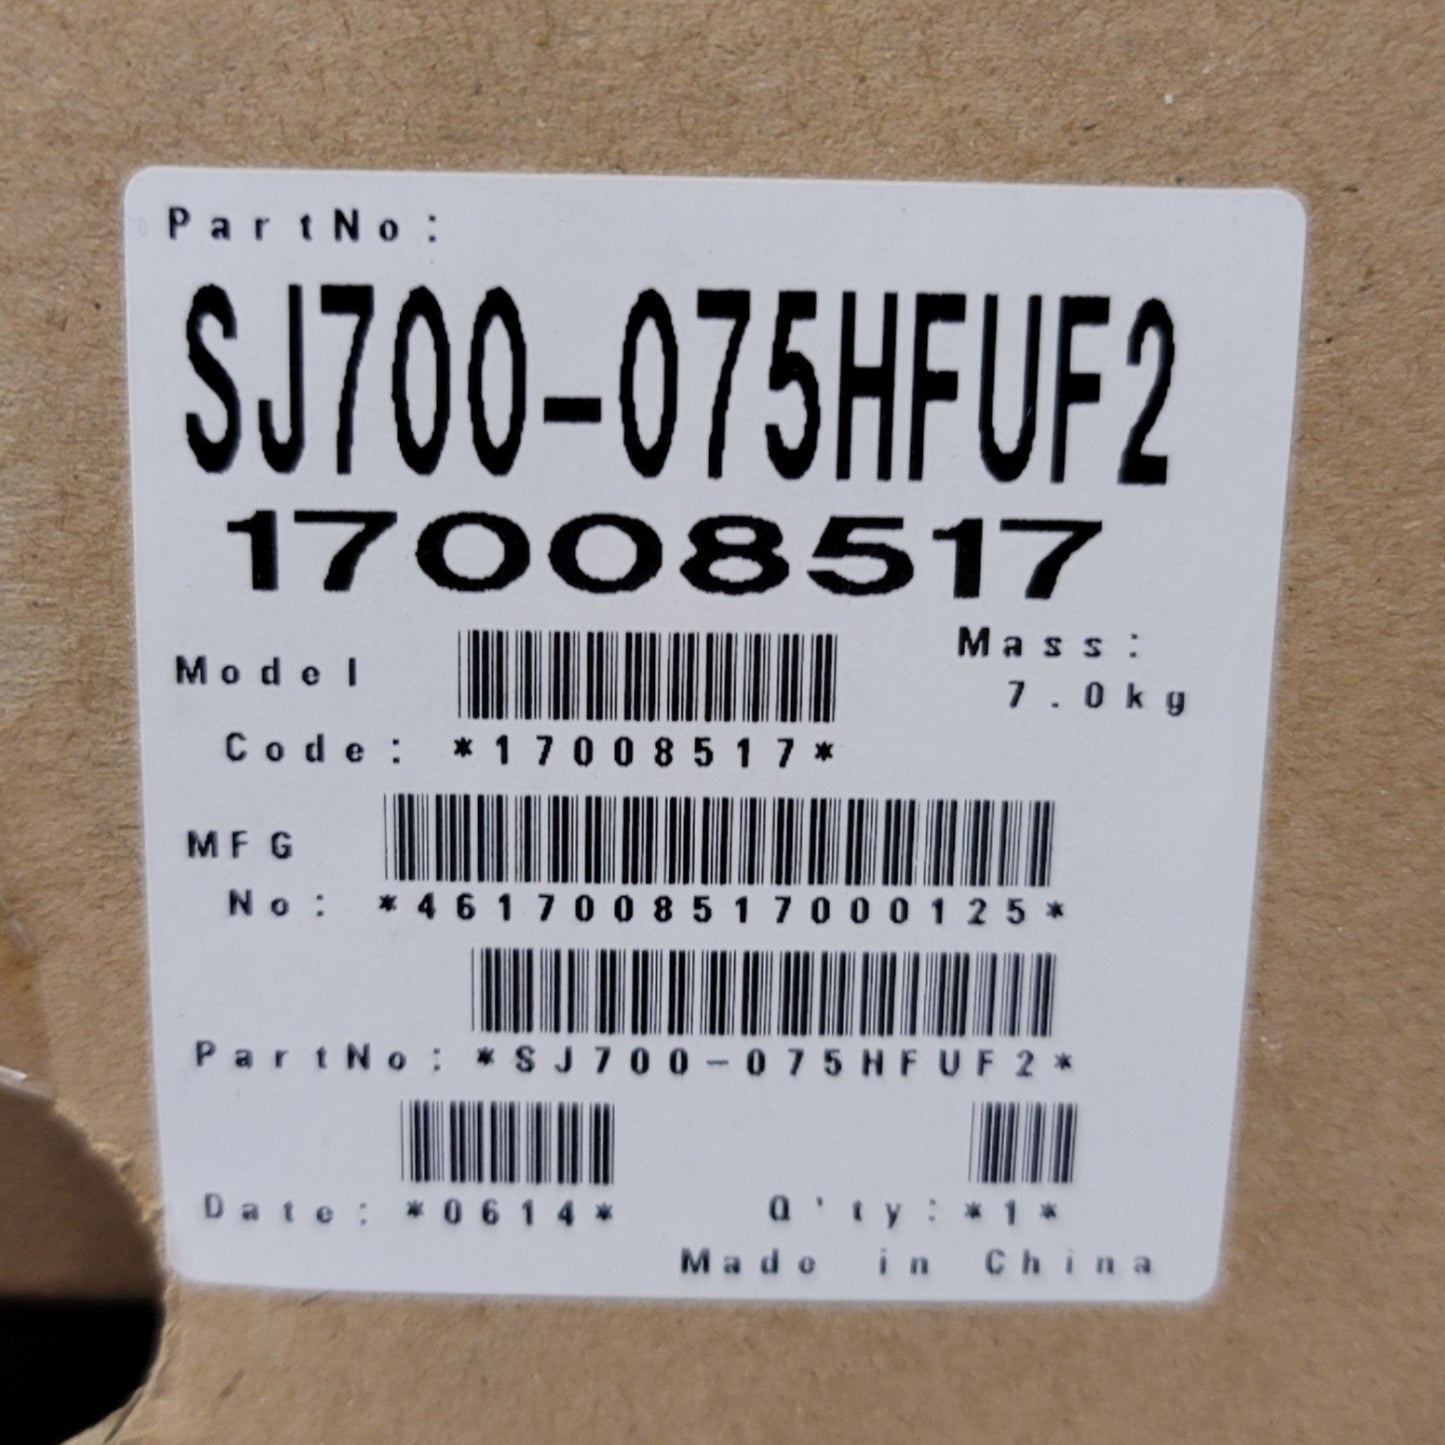 PartNo:
SJ700-075HFUF2
17008517
Model
Code: *17008517*
Mass:
7.0kg
MFG
No: *4617008517000125*
PartNo: *SJ700-075HFUF2*
Date: *0614* Q'ty: *1*
Made in China